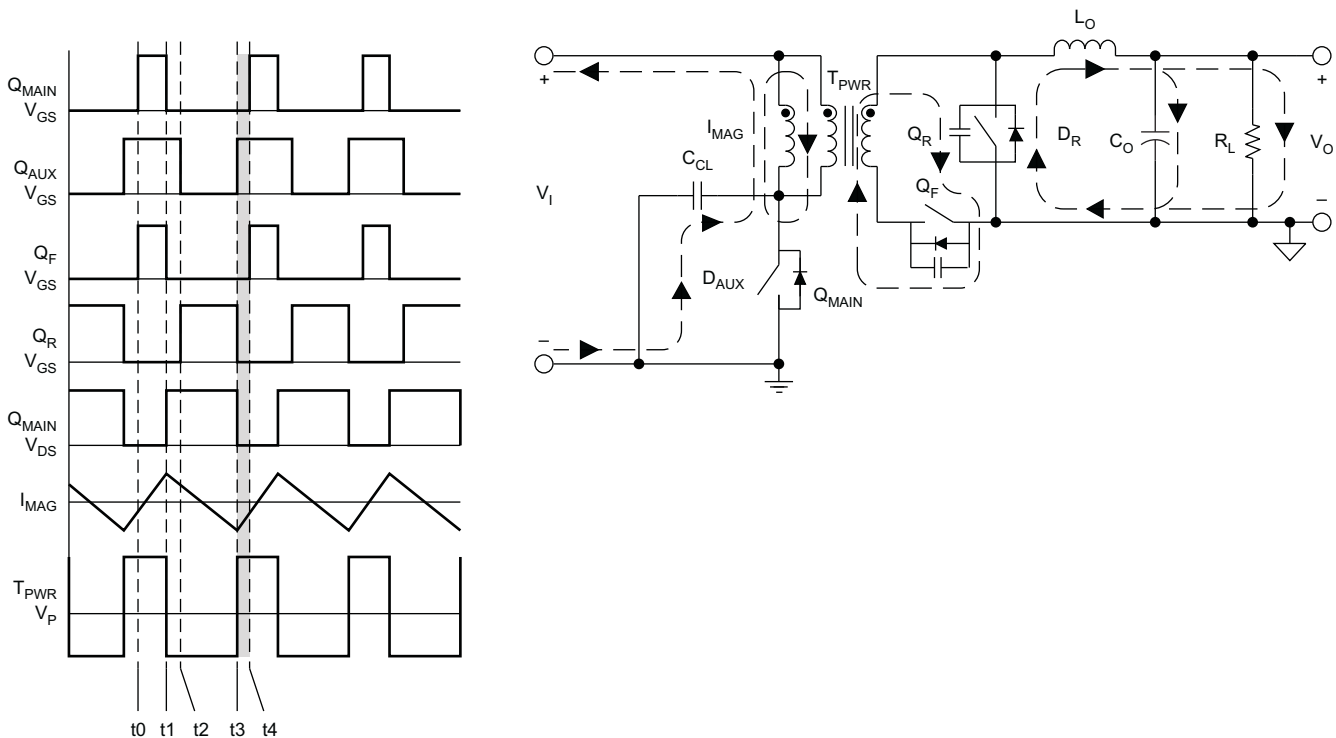 Q_MAIN
V_GS
Q_AUX
V_GS
Q_F
V_GS
Q_R
V_GS
Q_MAIN
V_DS
I_MAG
T_PWR
V_P
t0 t1 t2 t3 t4
L_O
+
T_PWR
+
I_MAG
Q_R
D_R
C_O
R_L
V_O
C_CL
V_I
Q_F
−
D_AUX
Q_MAIN
−